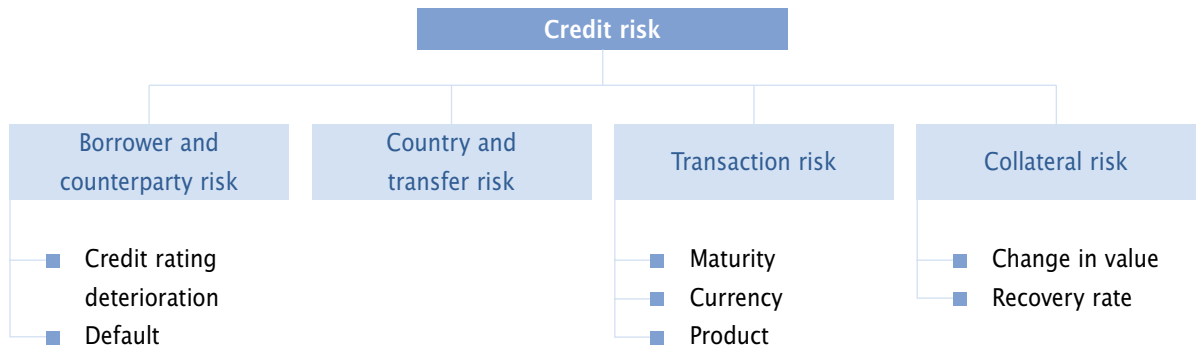 Credit risk
Borrower and
counterparty risk
Country and
transfer risk
Transaction risk
Collateral risk
Credit rating
deterioration
Default
Maturity
Currency
Product
Change in value
Recovery rate